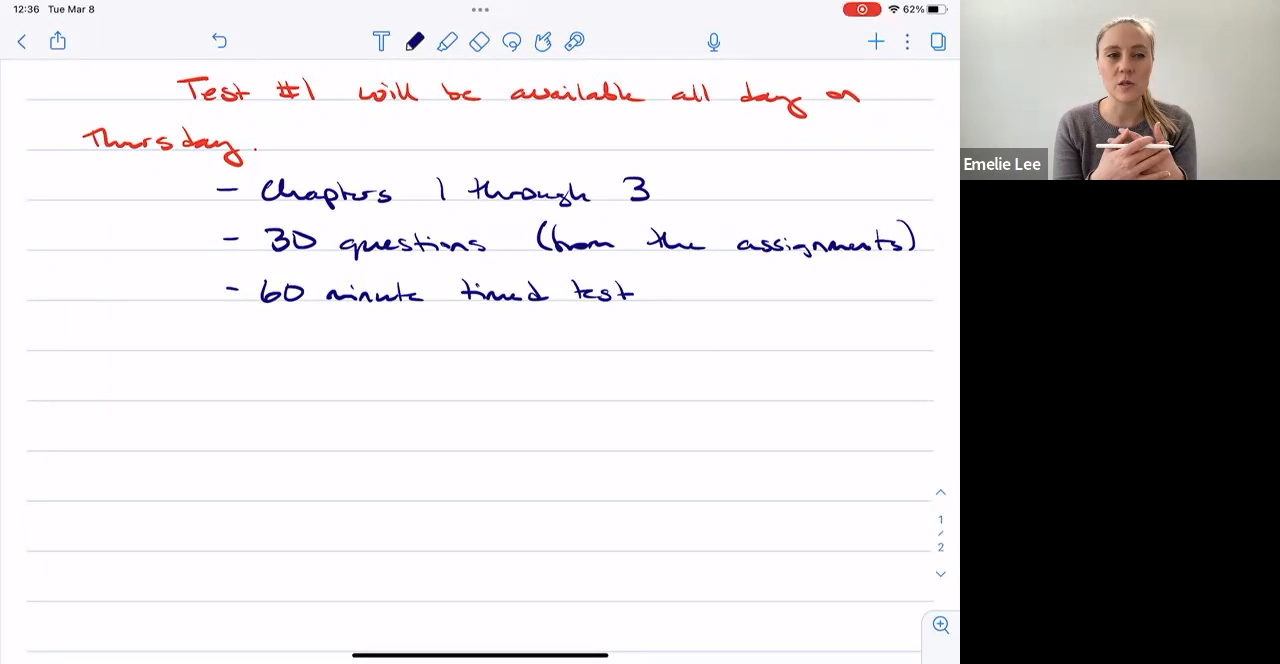 12:36 Tue Mar 8
62%
Test #1 will be available all day on
Thursday.
- Chapters 1 through 3
- 30 questions (from the assignments)
- 60 minute timed test
Emelie Lee
1
/
2